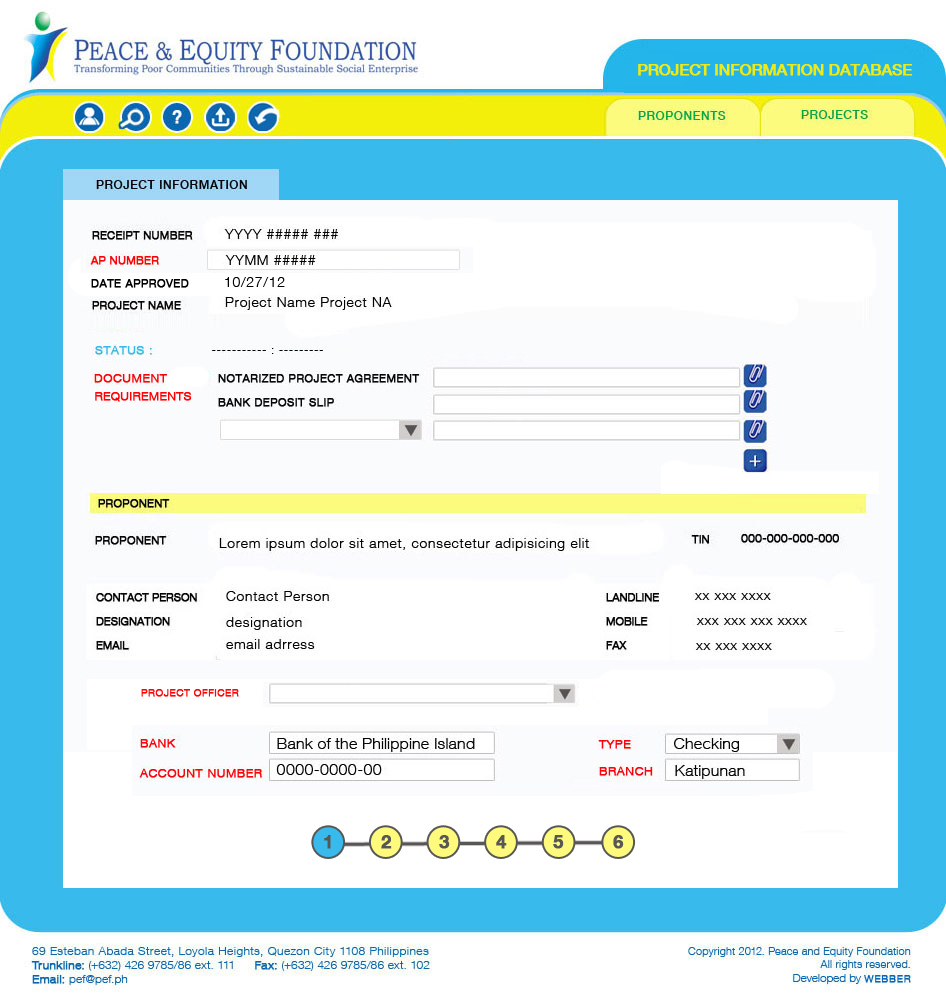 PEACE & EQUITY FOUNDATION
Transforming Poor Communities Through Sustainable Social Enterprise
PROJECT INFORMATION DATABASE
?
PROPONENTS
PROJECTS
PROJECT INFORMATION
RECEIPT NUMBER YYYY ##### ###
AP NUMBER YYMM #####
DATE APPROVED 10/27/12
PROJECT NAME Project Name Project NA
STATUS : ----------- : ---------
DOCUMENT REQUIREMENTS
NOTARIZED PROJECT AGREEMENT
BANK DEPOSIT SLIP
+
PROPONENT
PROPONENT Lorem ipsum dolor sit amet, consectetur adipisicing elit TIN 000-000-000-000
CONTACT PERSON Contact Person LANDLINE xx xxx xxxx
DESIGNATION designation MOBILE xxx xxx xxx xxxx
EMAIL email adrress FAX xx xxx xxxx
PROJECT OFFICER
BANK Bank of the Philippine Island TYPE Checking
ACCOUNT NUMBER 0000-0000-00 BRANCH Katipunan
1 2 3 4 5 6
69 Esteban Abada Street, Loyola Heights, Quezon City 1108 Philippines
Trunkline: (+632) 426 9785/86 ext. 111 Fax: (+632) 426 9785/86 ext. 102
Email: pef@pef.ph
Copyright 2012. Peace and Equity Foundation
All rights reserved.
Developed by WEBBER